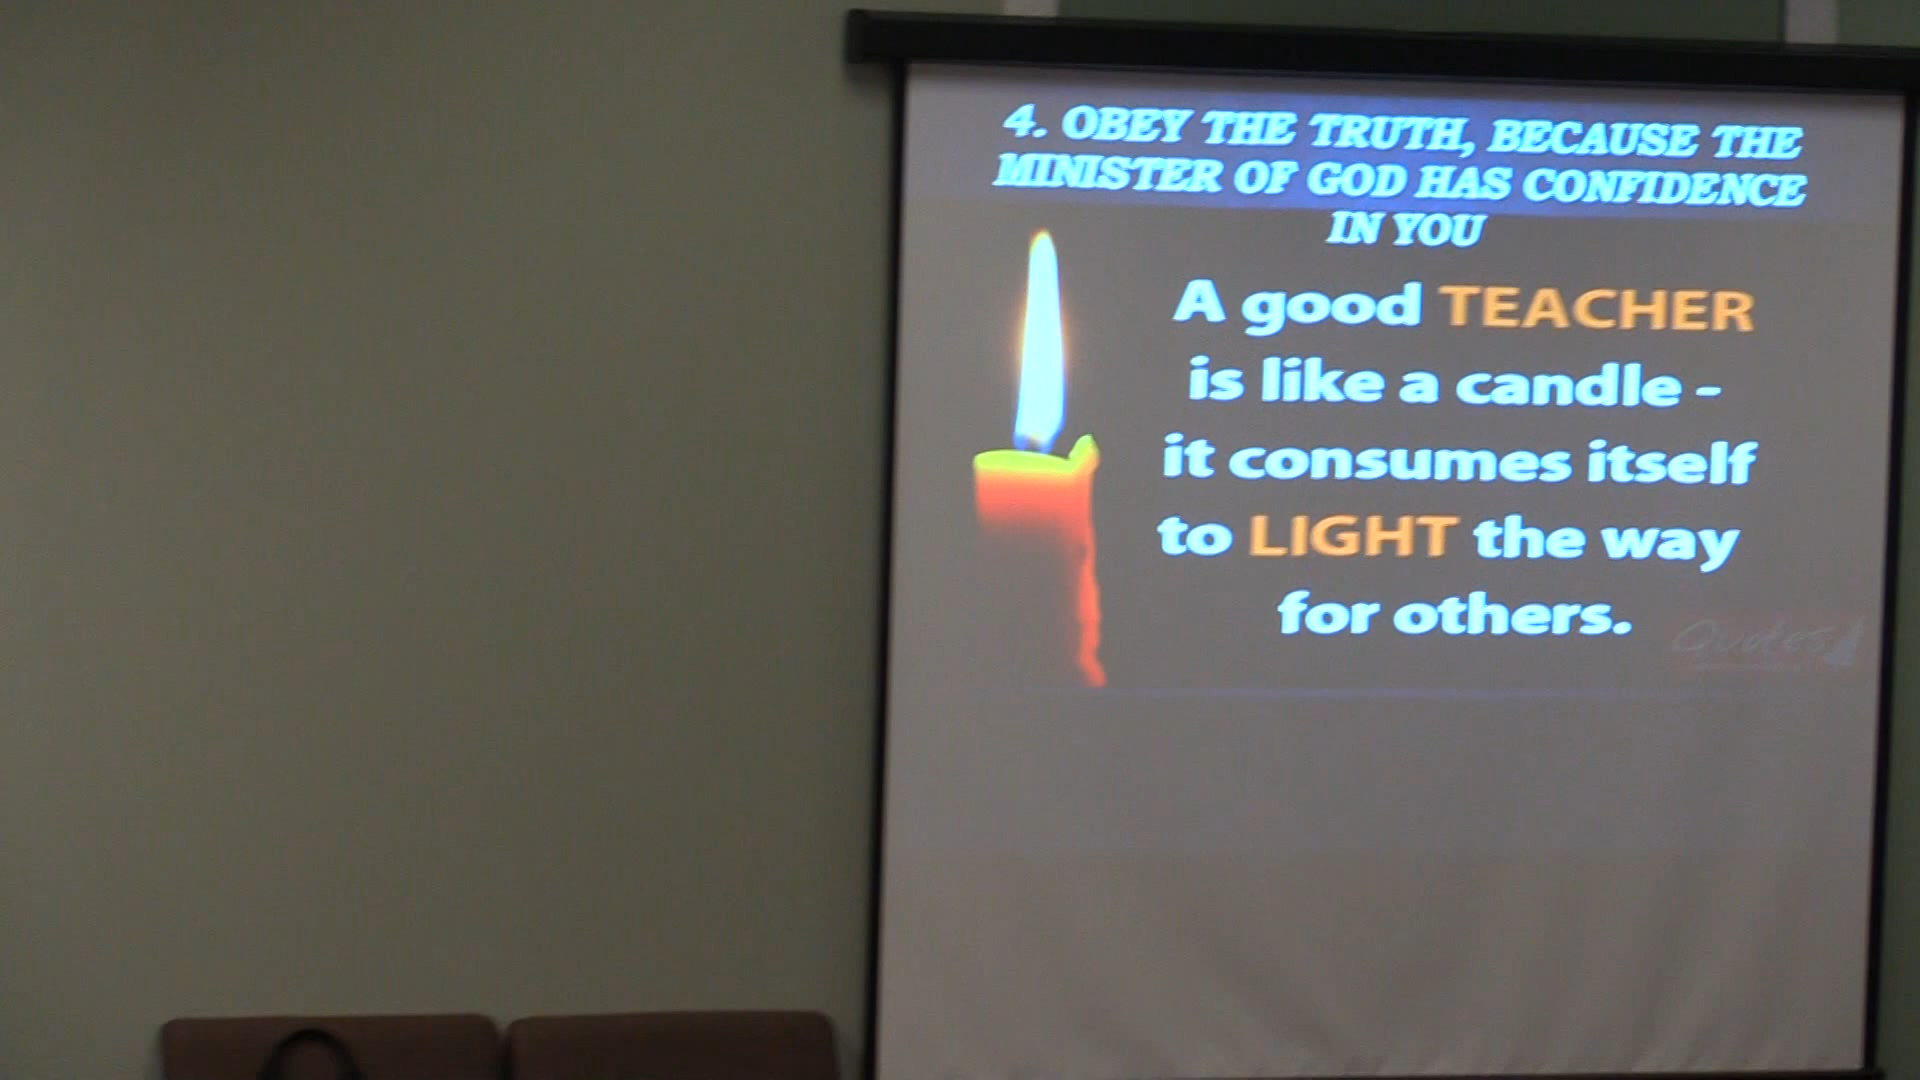 4. OBEY THE TRUTH, BECAUSE THE
MINISTER OF GOD HAS CONFIDENCE
IN YOU
A good TEACHER
is like a candle -
it consumes itself
to LIGHT the way
for others.
Quotes